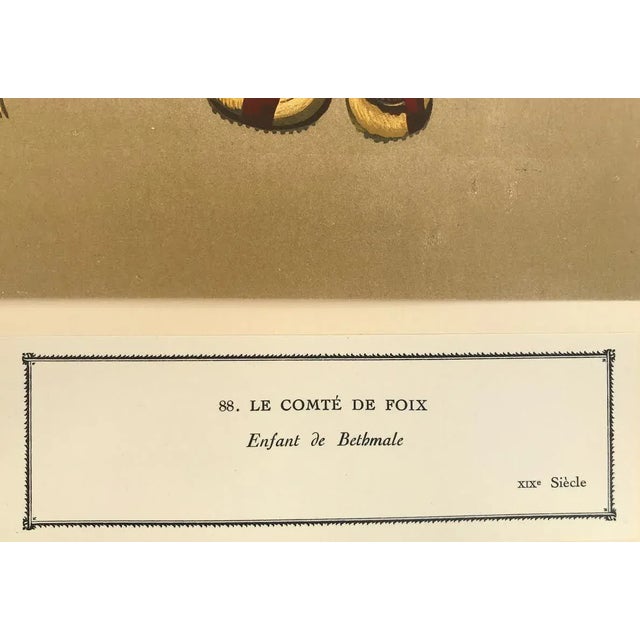 88. LE COMTÉ DE FOIX
Enfant de Bethmale
XIXe Siècle